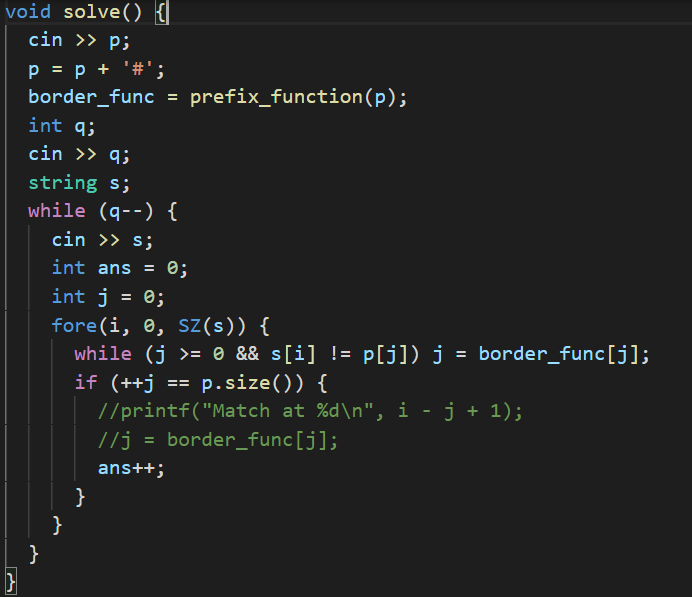 void solve() {
cin >> p;
p = p + '#';
border_func = prefix_function(p);
int q;
cin >> q;
string s;
while (q--) {
cin >> s;
int ans = 0;
int j = 0;
fore(i, 0, SZ(s)) {
while (j >= 0 && s[i] != p[j]) j = border_func[j];
if (++j == p.size()) {
//printf("Match at %d\n", i - j + 1);
//j = border_func[j];
ans++;
}
}
}
}